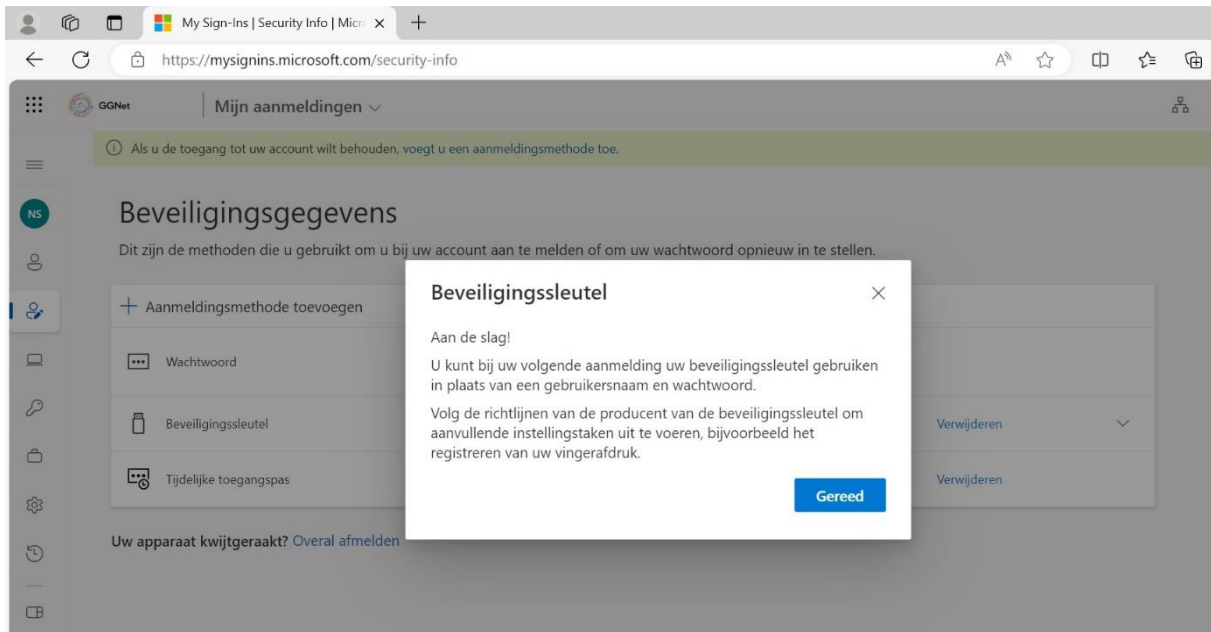 My Sign-Ins | Security Info | Micr
https://mysignins.microsoft.com/security-info
GGNet
Mijn aanmeldingen
Als u de toegang tot uw account wilt behouden, voegt u een aanmeldingsmethode toe.
NS
Beveiligingsgegevens
Dit zijn de methoden die u gebruikt om u bij uw account aan te melden of om uw wachtwoord opnieuw in te stellen.
Aanmeldingsmethode toevoegen
Wachtwoord
Beveiligingssleutel
Verwijderen
Tijdelijke toegangspas
Verwijderen
Uw apparaat kwijtgeraakt? Overal afmelden
Beveiligingssleutel
Aan de slag!
U kunt bij uw volgende aanmelding uw beveiligingssleutel gebruiken
in plaats van een gebruikersnaam en wachtwoord.
Volg de richtlijnen van de producent van de beveiligingssleutel om
aanvullende instellingstaken uit te voeren, bijvoorbeeld het
registreren van uw vingerafdruk.
Gereed